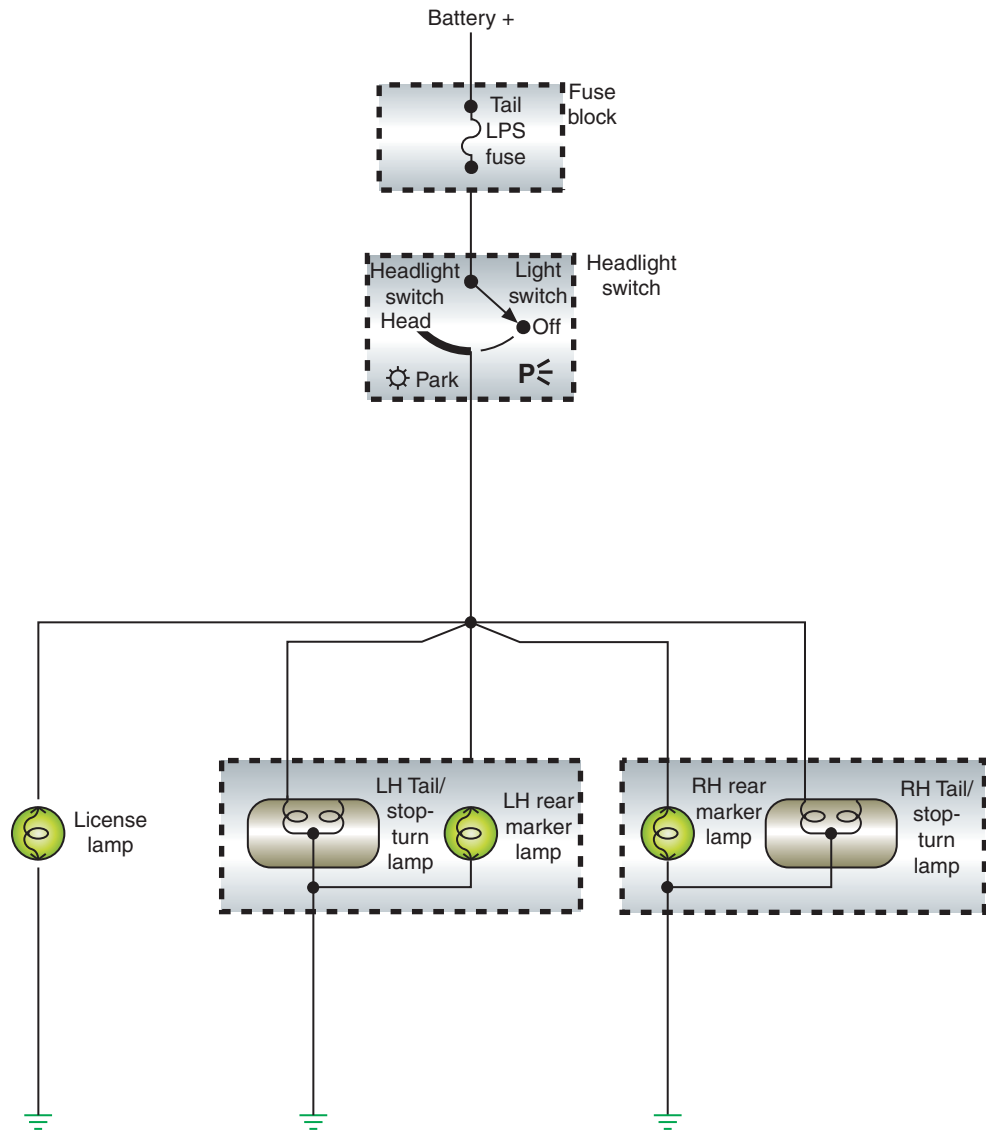 Battery +
Fuse
block
Tail
LPS
fuse
Headlight
switch
Light
switch
Headlight
switch
Head
Off
Park
P
License
lamp
LH Tail/
stop-
turn
lamp
LH rear
marker
lamp
RH rear
marker
lamp
RH Tail/
stop-
turn
lamp